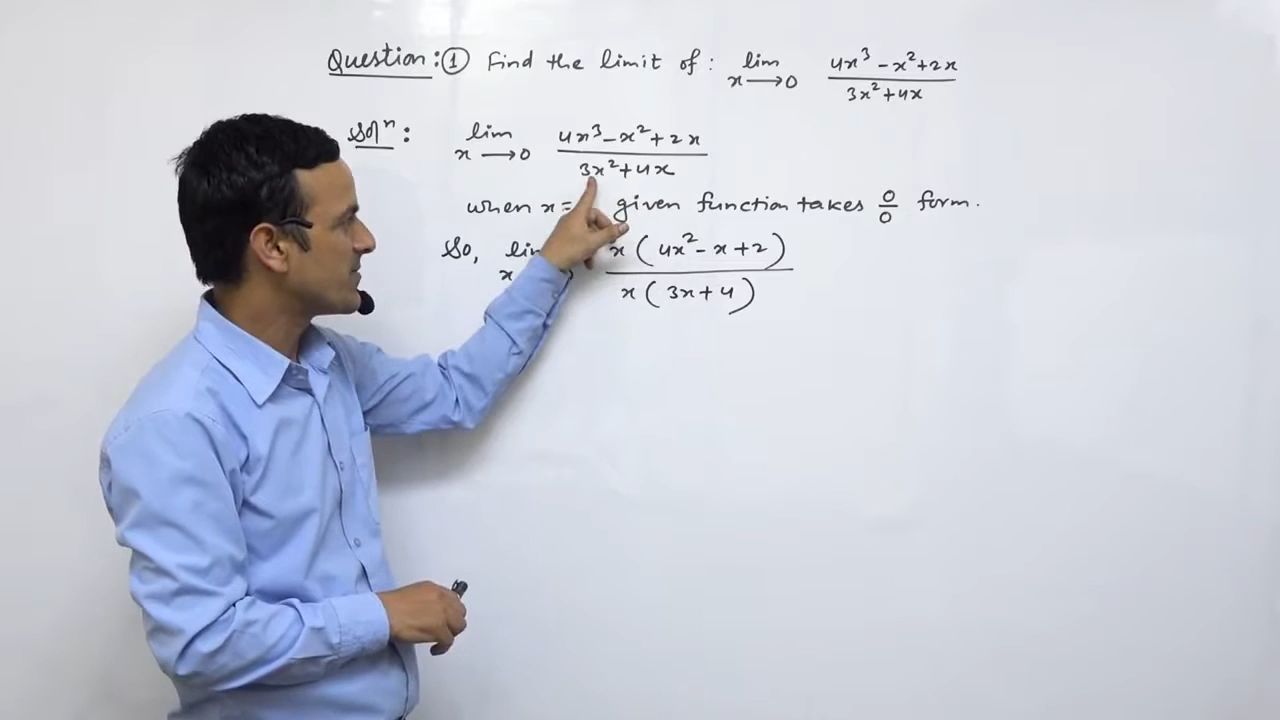 Question: ① Find the limit of: lim x→0 (4x³ - x² + 2x)/(3x² + 4x)
Solⁿ: lim x→0 (4x³ - x² + 2x)/(3x² + 4x)
when x = given function takes 0/0 form.
So, lim x x(4x² - x + 2)/x(3x + 4)